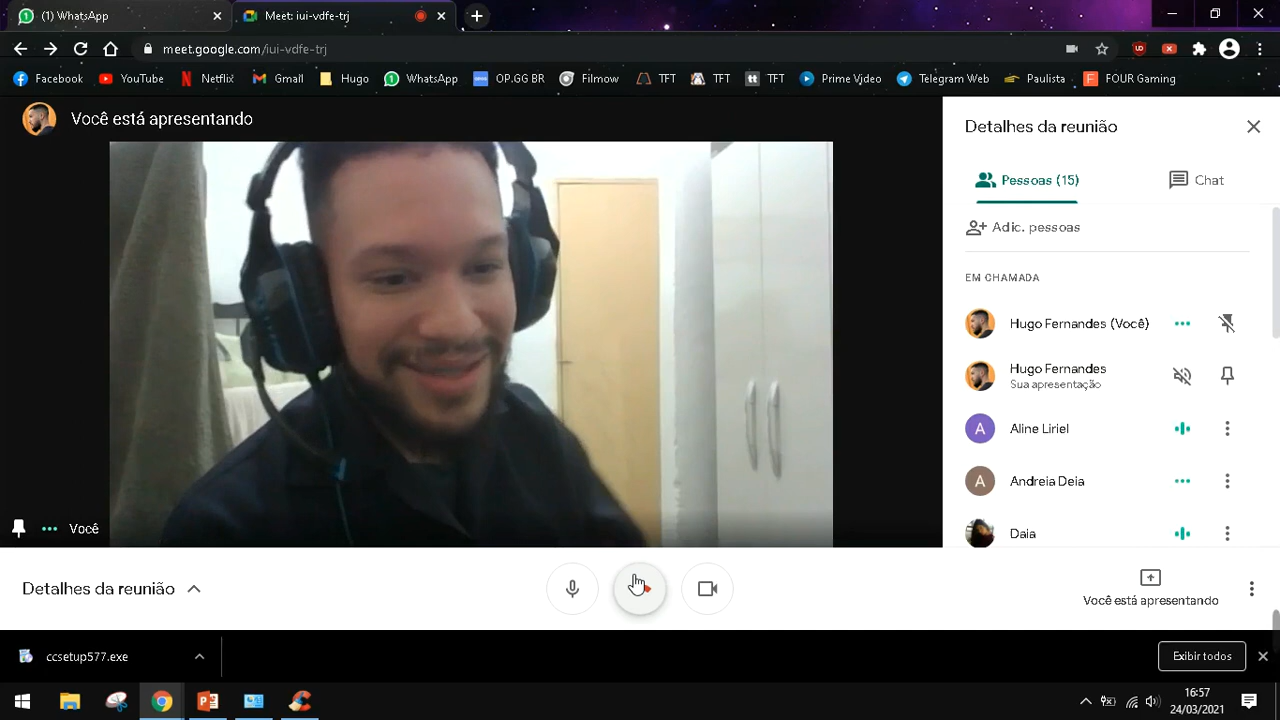 (1) WhatsApp
Meet: iui-vdfe-trj
meet.google.com/iui-vdfe-trj
Facebook YouTube Netflix Gmail Hugo WhatsApp OP.GG BR Filmow TFT TFT TFT Prime Video Telegram Web Paulista FOUR Gaming
Você está apresentando
Detalhes da reunião
Pessoas (15) Chat
Adic. pessoas
EM CHAMADA
Hugo Fernandes (Você)
Hugo Fernandes
Sua apresentação
A Aline Liriel
A Andreia Deia
Daia
Você
Detalhes da reunião
Você está apresentando
ccsetup577.exe
Exibir todos
16:57
24/03/2021